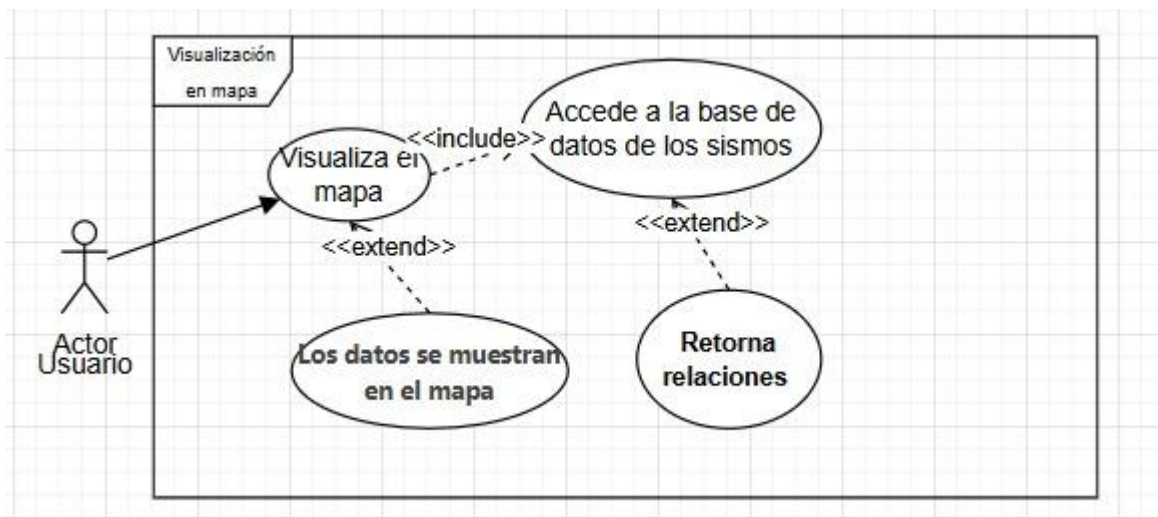 Visualización
en mapa
Accede a la base de
datos de los sismos
<<include>>
Visualiza el
mapa
<<extend>>
<<extend>>
Actor
Usuario
Los datos se muestran
en el mapa
Retorna
relaciones